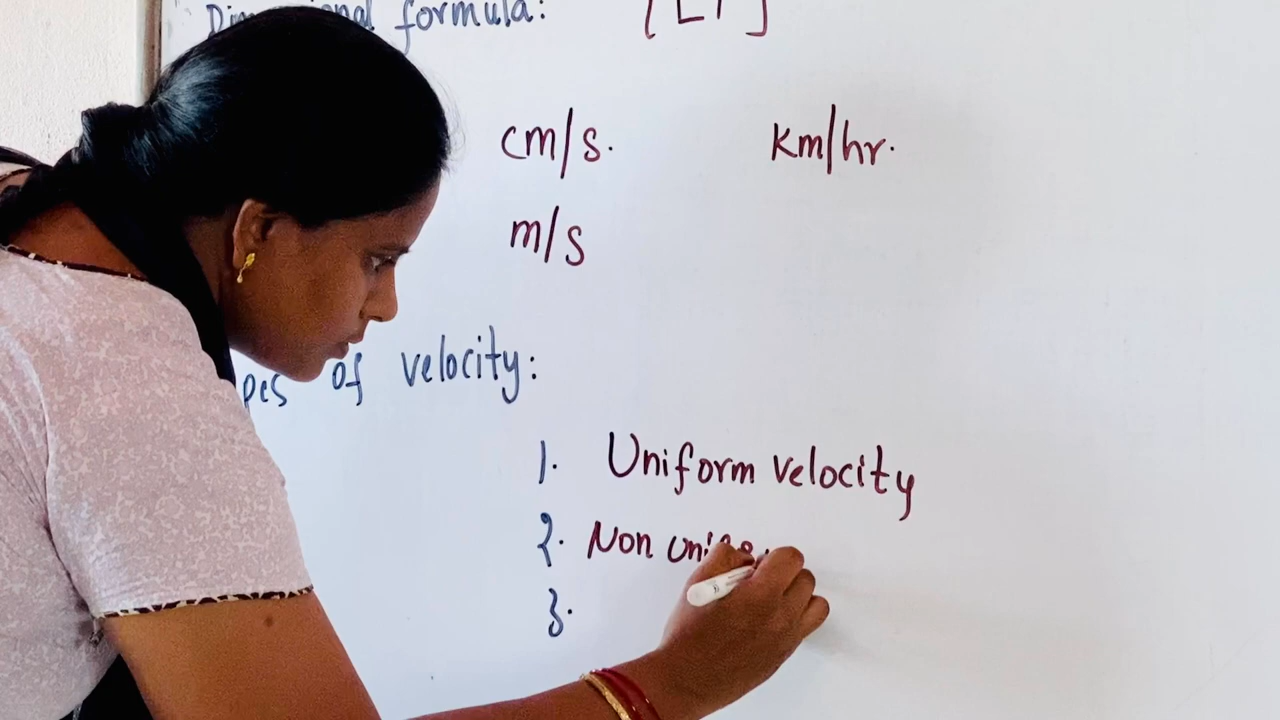 formula:
cm/s. km/hr.
m/s
of velocity:
1. Uniform velocity
2. Non
3.